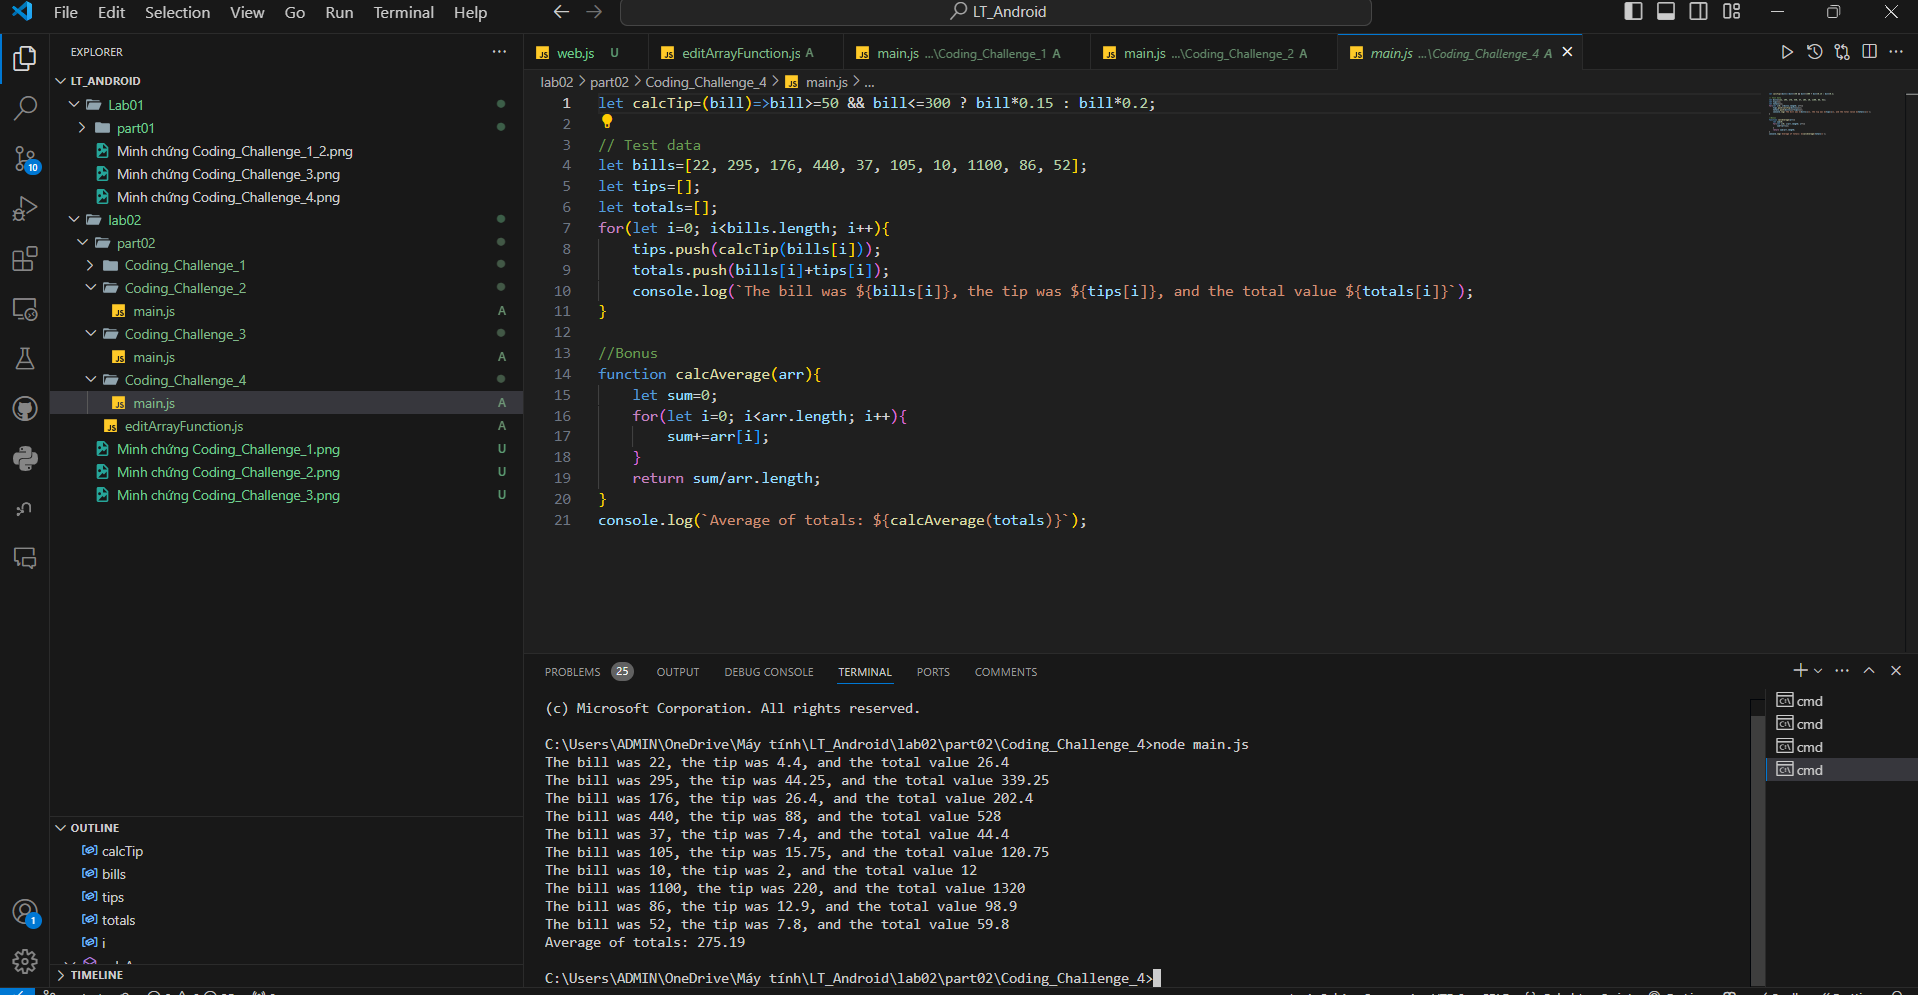 File Edit Selection View Go Run Terminal Help
LT_Android
EXPLORER
LT_ANDROID
Lab01
part01
Minh chứng Coding_Challenge_1_2.png
Minh chứng Coding_Challenge_3.png
Minh chứng Coding_Challenge_4.png
lab02
part02
Coding_Challenge_1
Coding_Challenge_2
main.js A
Coding_Challenge_3
main.js A
Coding_Challenge_4
main.js A
editArrayFunction.js A
Minh chứng Coding_Challenge_1.png U
Minh chứng Coding_Challenge_2.png U
Minh chứng Coding_Challenge_3.png U
10
1
OUTLINE
calcTip
bills
tips
totals
i
TIMELINE
web.js U editArrayFunction.js A main.js ...\Coding_Challenge_1 A main.js ...\Coding_Challenge_2 A main.js ...\Coding_Challenge_4 A
lab02 > part02 > Coding_Challenge_4 > main.js > ...
1 let calcTip=(bill)=>bill>=50 && bill<=300 ? bill*0.15 : bill*0.2;
2
3 // Test data
4 let bills=[22, 295, 176, 440, 37, 105, 10, 1100, 86, 52];
5 let tips=[];
6 let totals=[];
7 for(let i=0; i<bills.length; i++){
8 tips.push(calcTip(bills[i]));
9 totals.push(bills[i]+tips[i]);
10 console.log(`The bill was ${bills[i]}, the tip was ${tips[i]}, and the total value ${totals[i]}`);
11 }
12
13 //Bonus
14 function calcAverage(arr){
15 let sum=0;
16 for(let i=0; i<arr.length; i++){
17 sum+=arr[i];
18 }
19 return sum/arr.length;
20 }
21 console.log(`Average of totals: ${calcAverage(totals)}`);
PROBLEMS 25 OUTPUT DEBUG CONSOLE TERMINAL PORTS COMMENTS
(c) Microsoft Corporation. All rights reserved.
C:\Users\ADMIN\OneDrive\Máy tính\LT_Android\lab02\part02\Coding_Challenge_4>node main.js
The bill was 22, the tip was 4.4, and the total value 26.4
The bill was 295, the tip was 44.25, and the total value 339.25
The bill was 176, the tip was 26.4, and the total value 202.4
The bill was 440, the tip was 88, and the total value 528
The bill was 37, the tip was 7.4, and the total value 44.4
The bill was 105, the tip was 15.75, and the total value 120.75
The bill was 10, the tip was 2, and the total value 12
The bill was 1100, the tip was 220, and the total value 1320
The bill was 86, the tip was 12.9, and the total value 98.9
The bill was 52, the tip was 7.8, and the total value 59.8
Average of totals: 275.19
C:\Users\ADMIN\OneDrive\Máy tính\LT_Android\lab02\part02\Coding_Challenge_4>
cmd
cmd
cmd
cmd